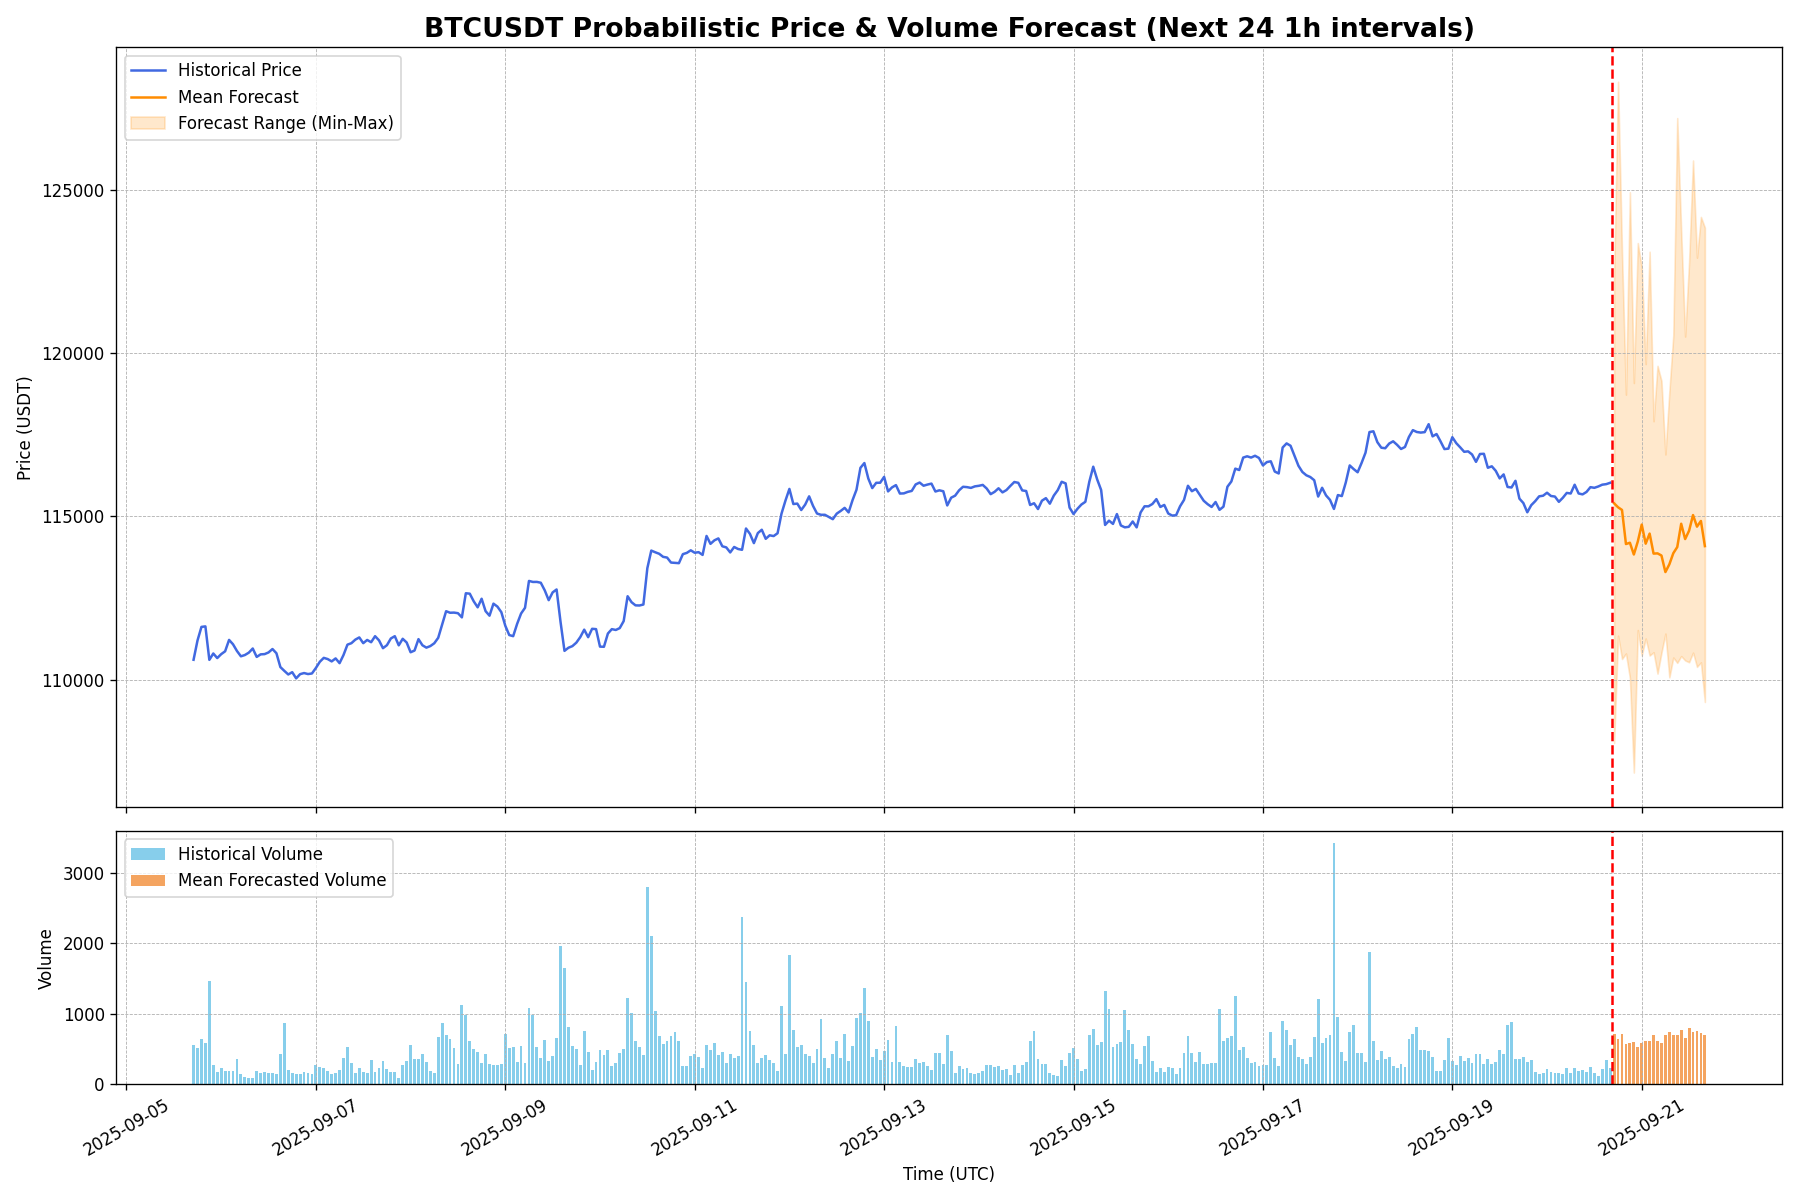 BTCUSDT Probabilistic Price & Volume Forecast (Next 24 1h intervals)
Historical Price
Mean Forecast
Forecast Range (Min-Max)
125000
120000
115000
110000
Price (USDT)
Historical Volume
Mean Forecasted Volume
3000
2000
1000
0
Volume
2025-09-05
2025-09-07
2025-09-09
2025-09-11
2025-09-13
2025-09-15
2025-09-17
2025-09-19
2025-09-21
Time (UTC)